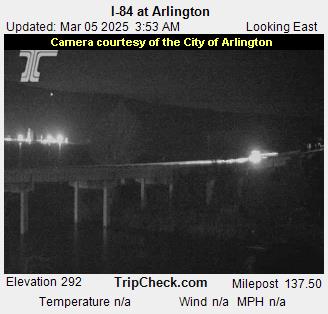 I-84 at Arlington
Updated: Mar 05 2025 3:53 AM Looking East
Camera courtesy of the City of Arlington
Elevation 292 TripCheck.com Milepost 137.50
Temperature n/a Wind n/a MPH n/a